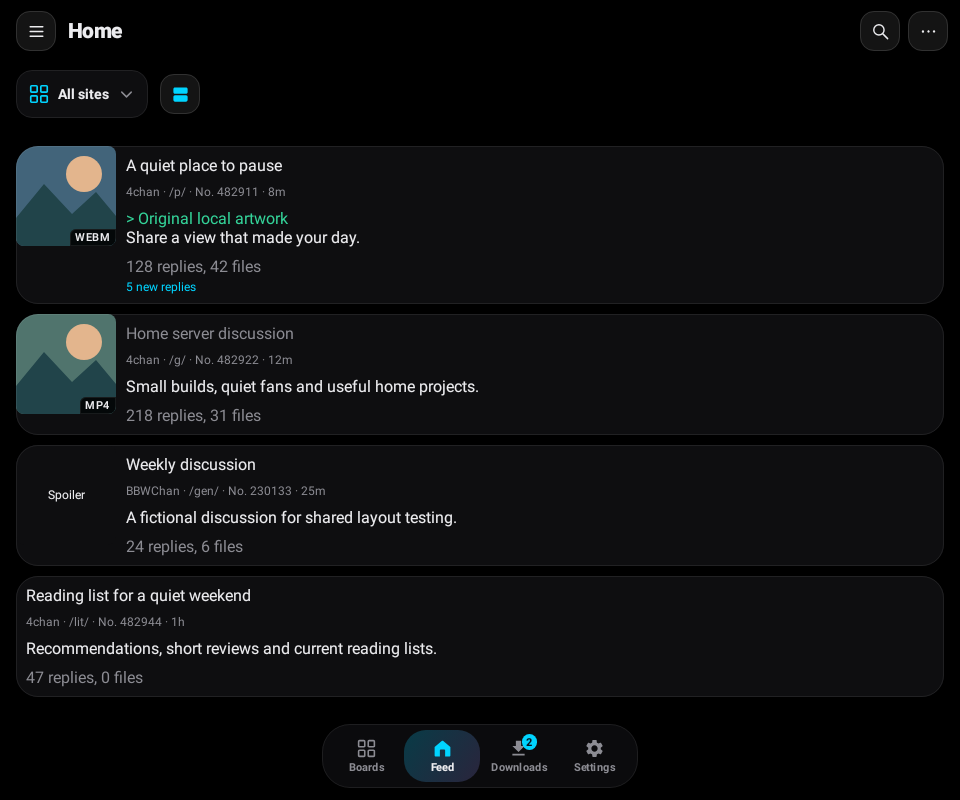 Home
All sites
A quiet place to pause
4chan · /p/ · No. 482911 · 8m
> Original local artwork
Share a view that made your day.
WEBM
128 replies, 42 files
5 new replies
Home server discussion
4chan · /g/ · No. 482922 · 12m
Small builds, quiet fans and useful home projects.
MP4
218 replies, 31 files
Weekly discussion
BBWChan · /gen/ · No. 230133 · 25m
Spoiler
A fictional discussion for shared layout testing.
24 replies, 6 files
Reading list for a quiet weekend
4chan · /lit/ · No. 482944 · 1h
Recommendations, short reviews and current reading lists.
47 replies, 0 files
2
Boards
Feed
Downloads
Settings